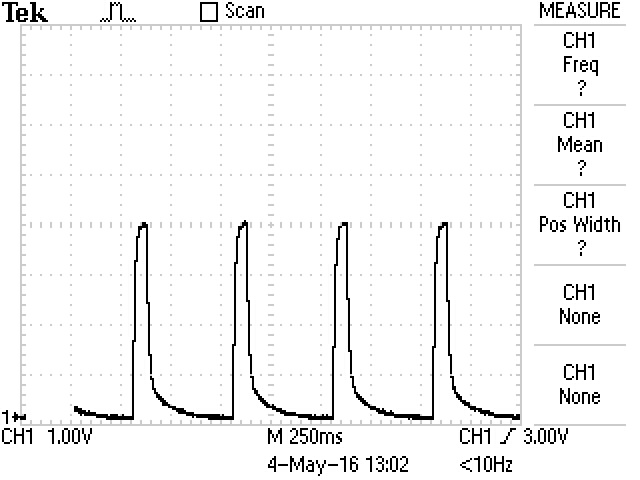 Tek Scan MEASURE
CH1
Freq
?
CH1
Mean
?
CH1
Pos Width
?
CH1
None
CH1
None
1
CH1 1.00V M 250ms CH1 3.00V
4-May-16 13:02 <10Hz